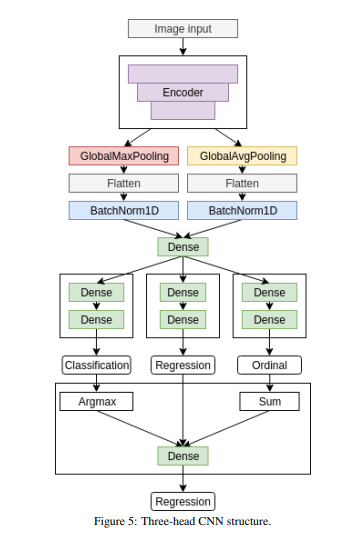 Image input
Encoder
GlobalMaxPooling GlobalAvgPooling
Flatten Flatten
BatchNorm1D BatchNorm1D
Dense
Dense Dense Dense
Dense Dense Dense
Classification Regression Ordinal
Argmax Sum
Dense
Regression
Figure 5: Three-head CNN structure.